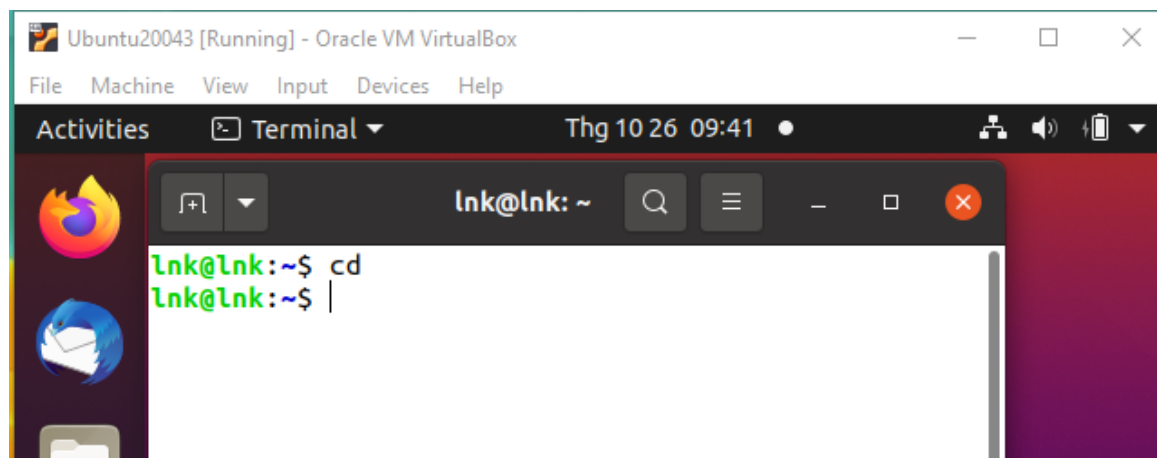 Ubuntu20043 [Running] - Oracle VM VirtualBox
File Machine View Input Devices Help
Activities Terminal Thg 10 26 09:41
lnk@lnk: ~
lnk@lnk:~$ cd
lnk@lnk:~$